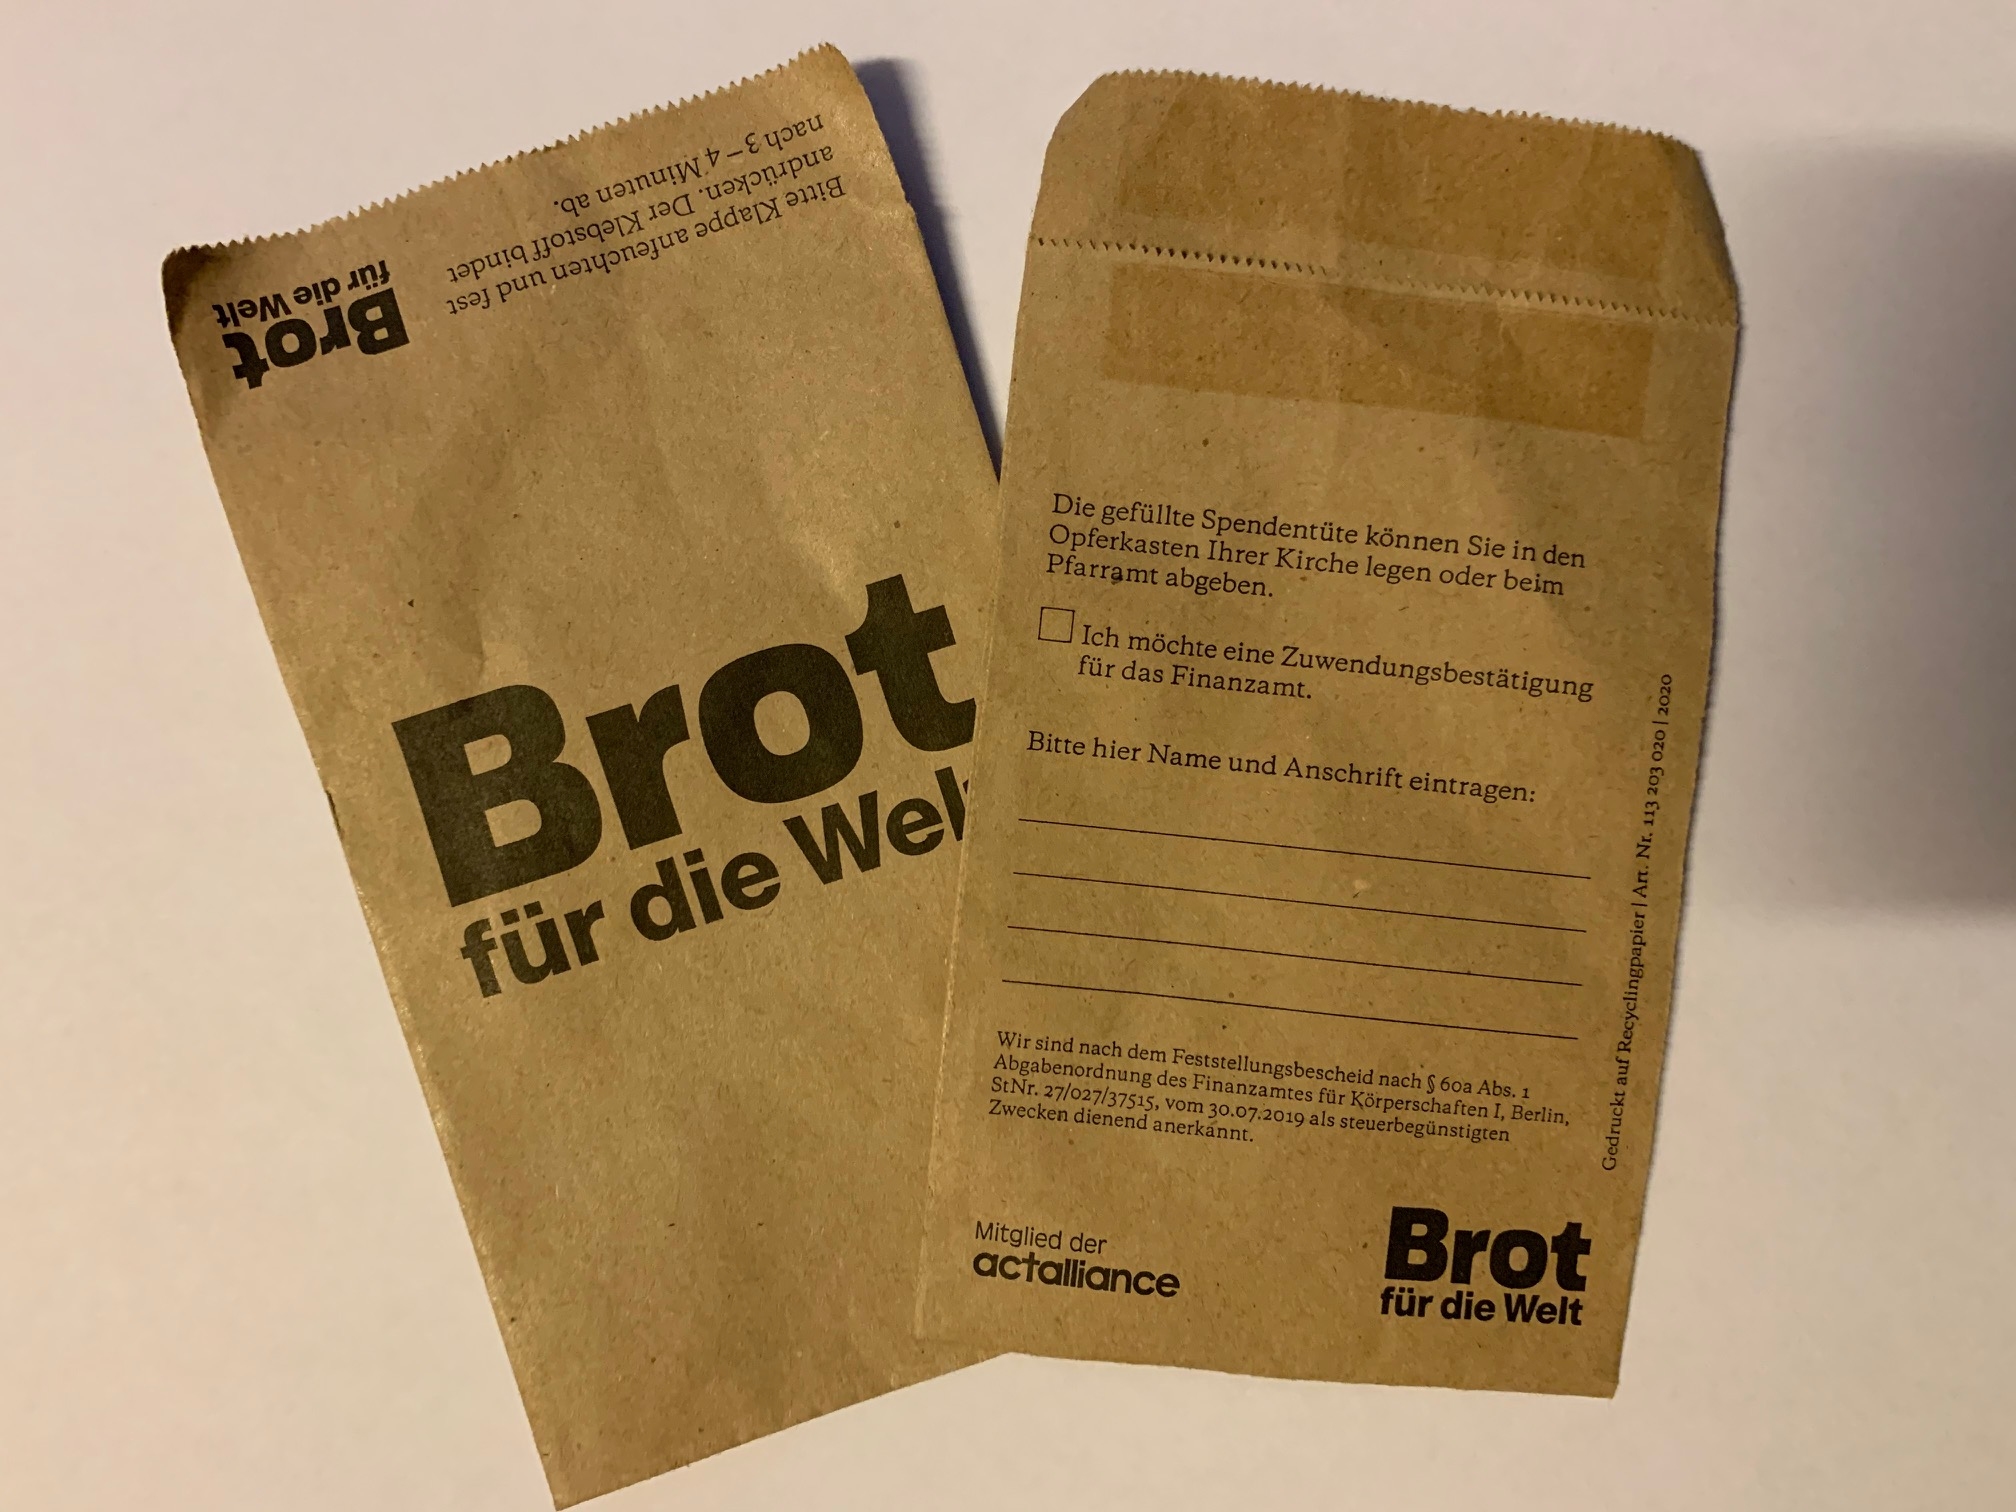 Bitte Klappe anfeuchten und fest
andrücken. Der Klebstoff bindet
nach 3–4 Minuten ab.
Brot
für die Welt
Brot
für die Wel
Die gefüllte Spendentüte können Sie in den
Opferkasten Ihrer Kirche legen oder beim
Pfarramt abgeben.
Ich möchte eine Zuwendungsbestätigung
für das Finanzamt.
Bitte hier Name und Anschrift eintragen:
Wir sind nach dem Feststellungsbescheid nach § 60a Abs. 1
Abgabenordnung des Finanzamtes für Körperschaften I, Berlin,
StNr. 27/027/37515, vom 30.07.2019 als steuerbegünstigten
Zwecken dienend anerkannt.
Gedruckt auf Recyclingpapier | Art. Nr. 113 203 020 | 2020
Mitglied der
actalliance
Brot
für die Welt